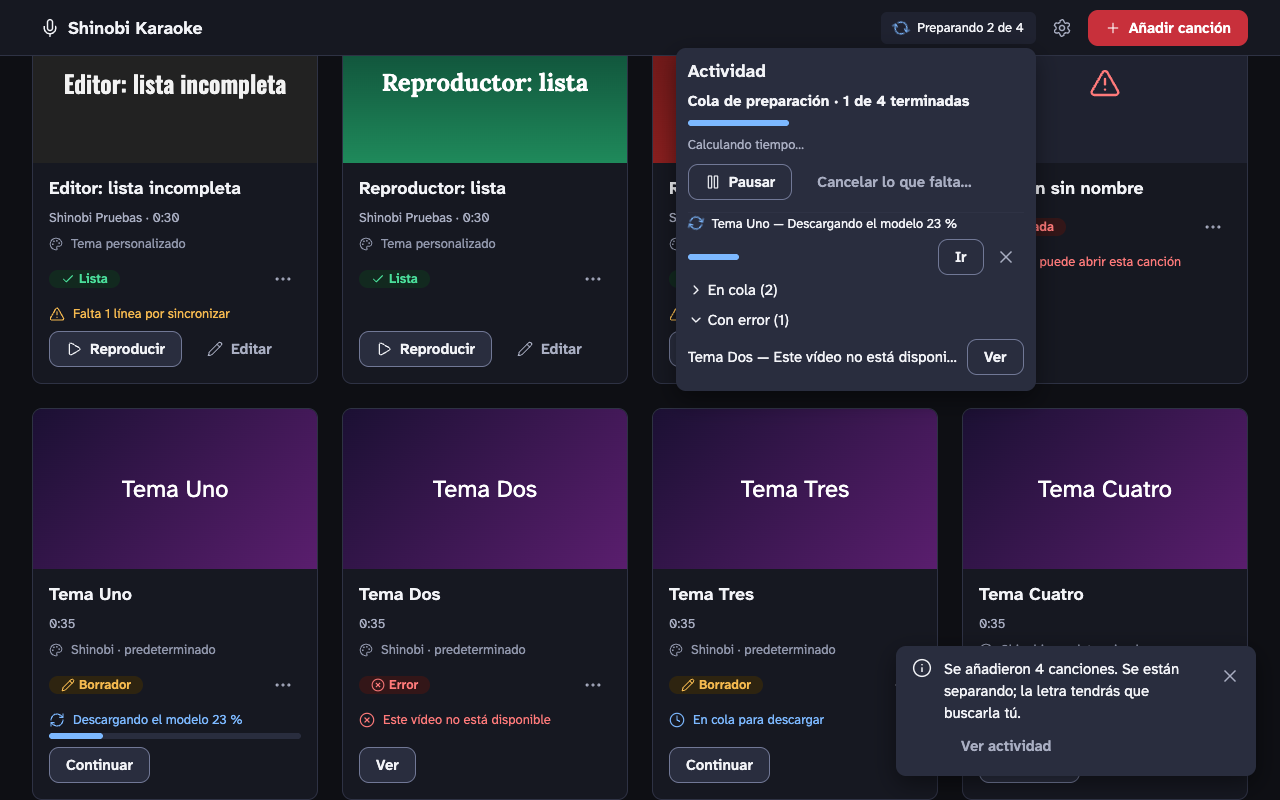 Shinobi Karaoke
Preparando 2 de 4
Añadir canción
Actividad
Cola de preparación · 1 de 4 terminadas
Calculando tiempo...
Pausar
Cancelar lo que falta...
Tema Uno — Descargando el modelo 23 %
Ir
En cola (2)
Con error (1)
Tema Dos — Este vídeo no está disponi...
Ver
Editor: lista incompleta
Editor: lista incompleta
Shinobi Pruebas · 0:30
Tema personalizado
Lista
Falta 1 línea por sincronizar
Reproducir
Editar
Reproductor: lista
Reproductor: lista
Shinobi Pruebas · 0:30
Tema personalizado
Lista
Reproducir
Editar
n sin nombre
ada
puede abrir esta canción
Tema Uno
Tema Uno
0:35
Shinobi · predeterminado
Borrador
Descargando el modelo 23 %
Continuar
Tema Dos
Tema Dos
0:35
Shinobi · predeterminado
Error
Este vídeo no está disponible
Ver
Tema Tres
Tema Tres
0:35
Shinobi · predeterminado
Borrador
En cola para descargar
Continuar
Tema Cuatro
Tema Cuatro
0:35
Se añadieron 4 canciones. Se están
separando; la letra tendrás que
buscarla tú.
Ver actividad